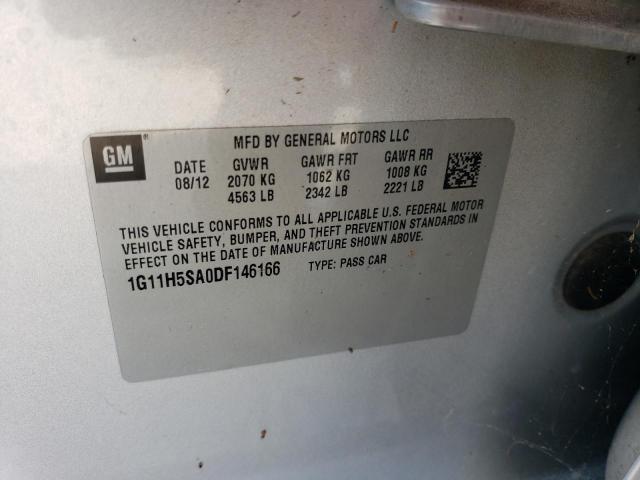 GM
MFD BY GENERAL MOTORS LLC
DATE GVWR GAWR FRT GAWR RR
08/12 2070 KG 1062 KG 1008 KG
4563 LB 2342 LB 2221 LB
THIS VEHICLE CONFORMS TO ALL APPLICABLE U.S. FEDERAL MOTOR
VEHICLE SAFETY, BUMPER, AND THEFT PREVENTION STANDARDS IN
EFFECT ON THE DATE OF MANUFACTURE SHOWN ABOVE.
1G11H5SA0DF146166 TYPE: PASS CAR